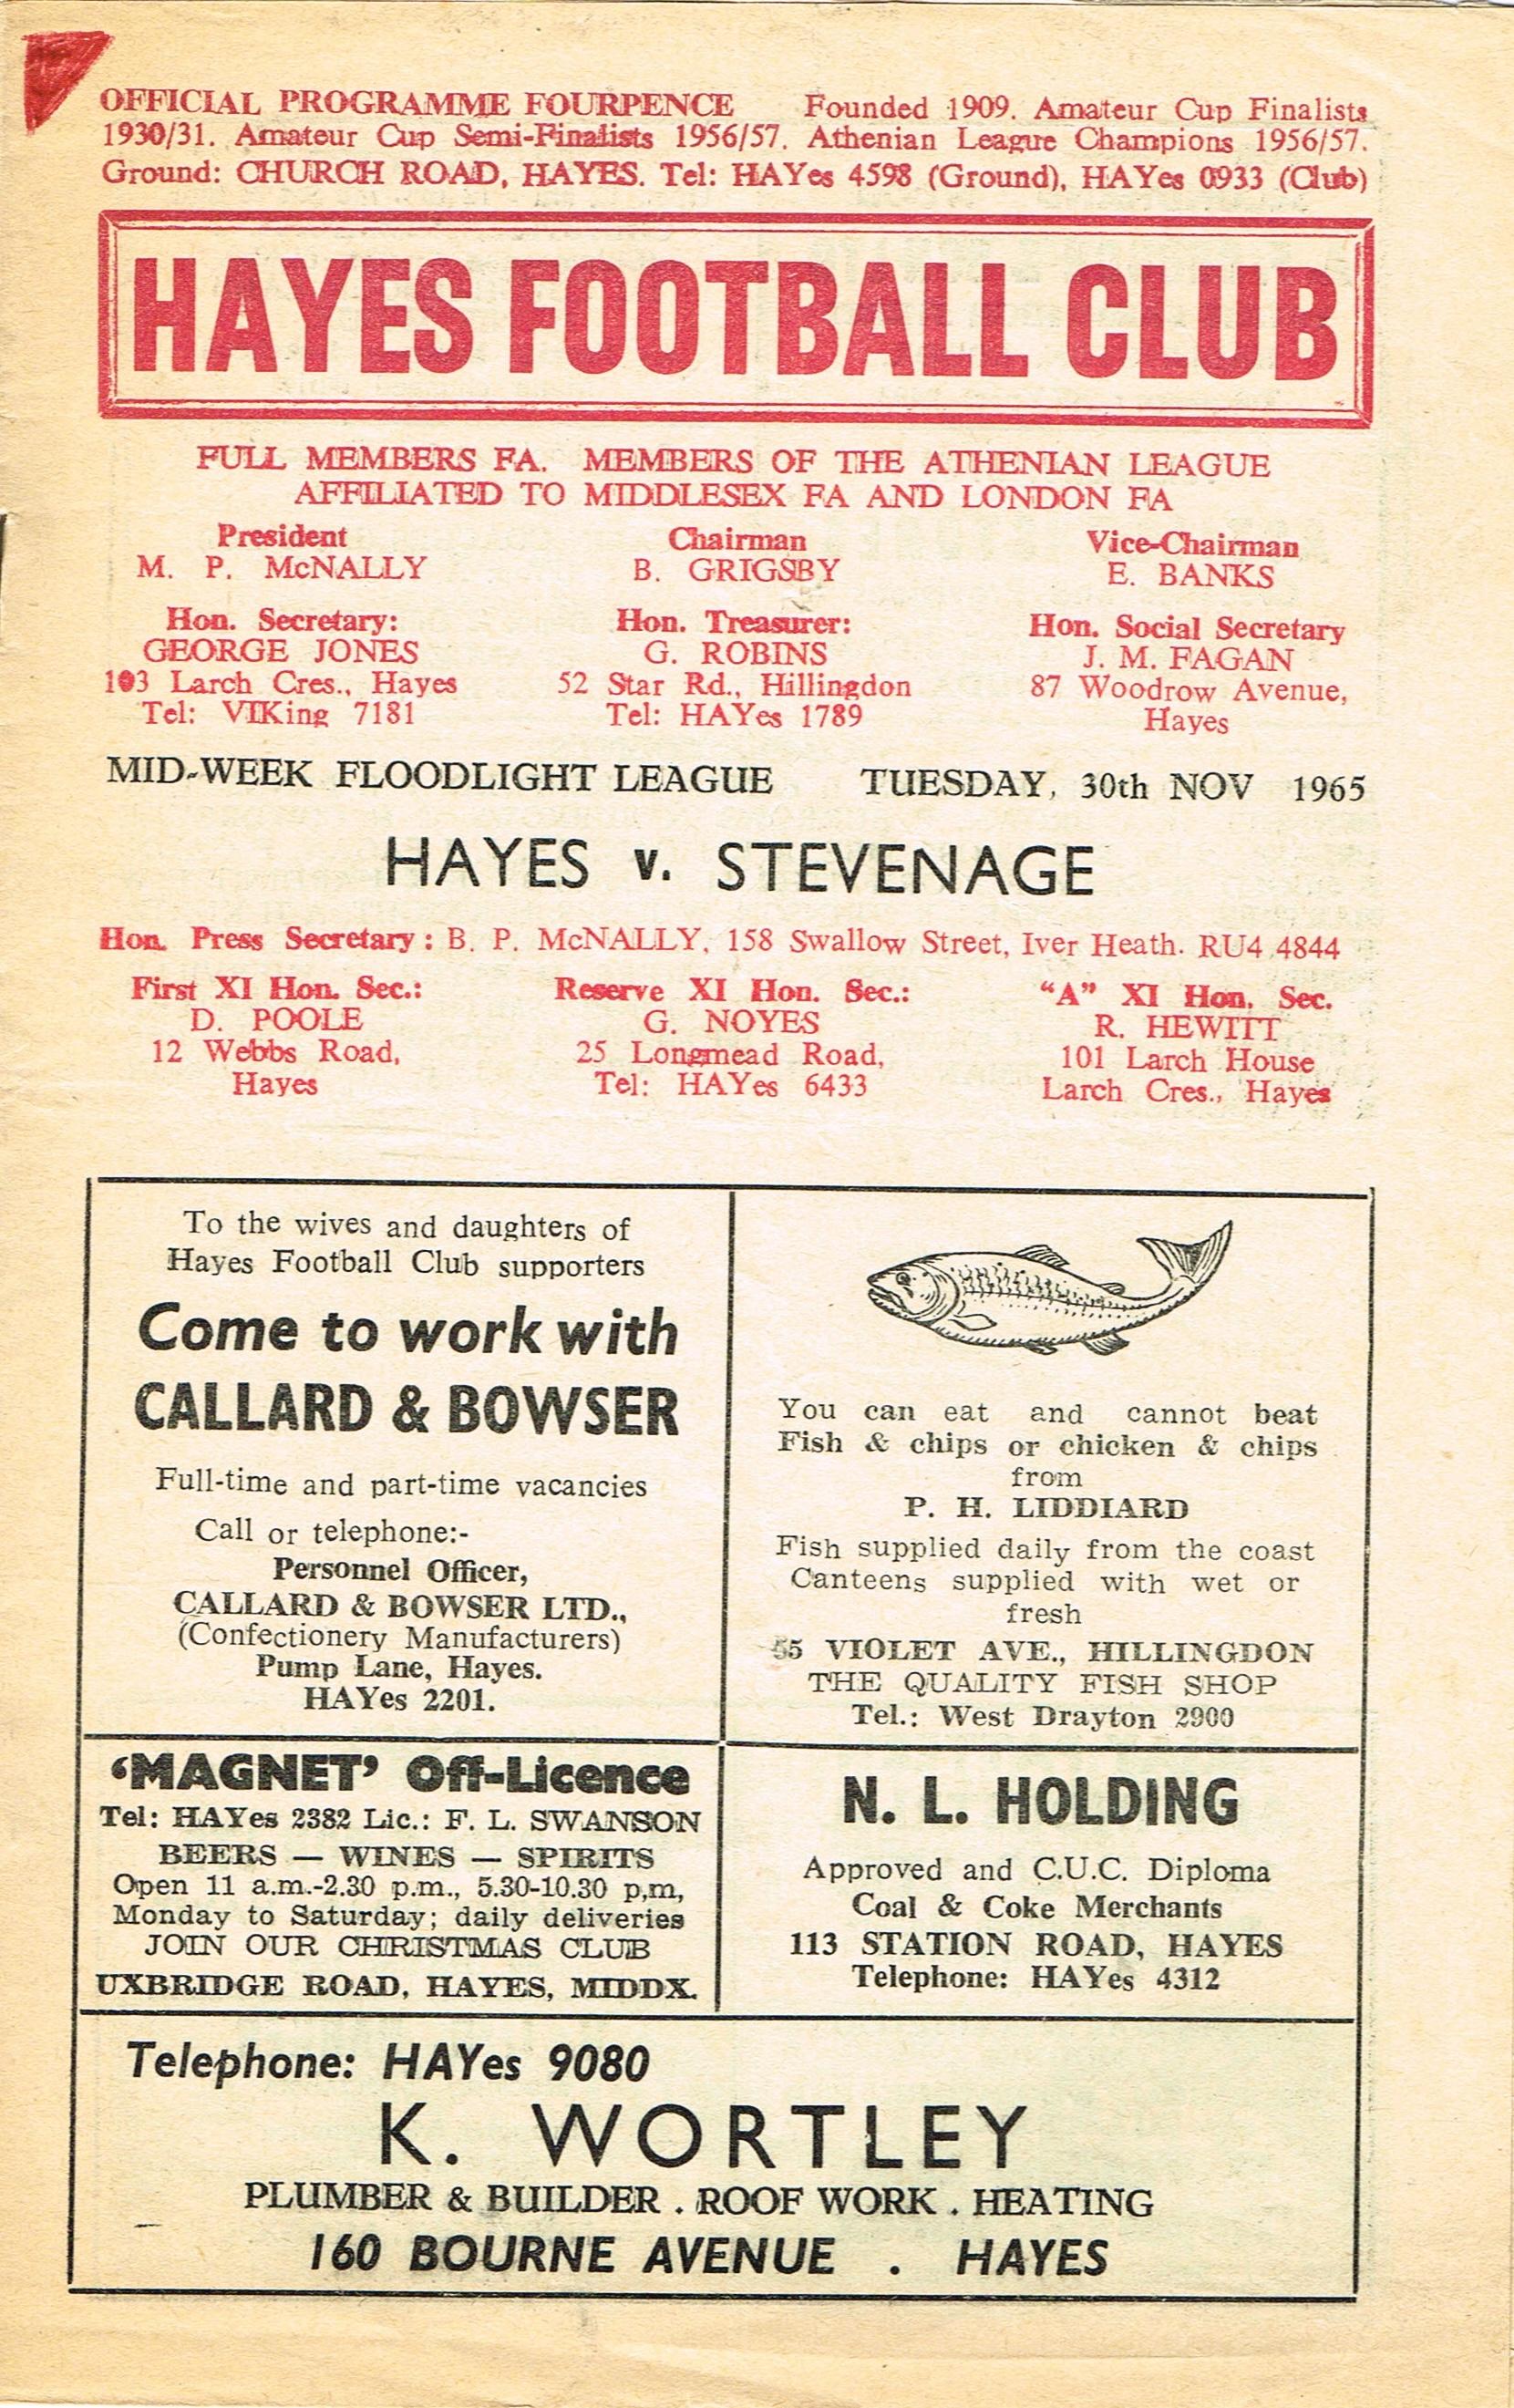 OFFICIAL PROGRAMME FOURPENCE Founded 1909. Amateur Cup Finalists
1930/31. Amateur Cup Semi-Finalists 1956/57. Athenian League Champions 1956/57.
Ground: CHURCH ROAD, HAYES. Tel: HAYes 4598 (Ground), HAYes 0933 (Club)
HAYES FOOTBALL CLUB
FULL MEMBERS FA. MEMBERS OF THE ATHENIAN LEAGUE
AFFILIATED TO MIDDLESEX FA AND LONDON FA
President Chairman Vice-Chairman
M. P. McNALLY B. GRIGSBY E. BANKS
Hon. Secretary: Hon. Treasurer: Hon. Social Secretary
GEORGE JONES G. ROBINS J. M. FAGAN
103 Larch Cres., Hayes 52 Star Rd., Hillingdon 87 Woodrow Avenue,
Tel: VIKing 7181 Tel: HAYes 1789 Hayes
MID-WEEK FLOODLIGHT LEAGUE TUESDAY, 30th NOV 1965
HAYES v. STEVENAGE
Hon. Press Secretary: B. P. McNALLY, 158 Swallow Street, Iver Heath. RU4 4844
First XI Hon. Sec.: Reserve XI Hon. Sec.: "A" XI Hon. Sec.
D. POOLE G. NOYES R. HEWITT
12 Webbs Road, 25 Longmead Road, 101 Larch House
Hayes Tel: HAYes 6433 Larch Cres., Hayes
To the wives and daughters of
Hayes Football Club supporters
Come to work with
CALLARD & BOWSER
Full-time and part-time vacancies
Call or telephone:-
Personnel Officer,
CALLARD & BOWSER LTD.,
(Confectionery Manufacturers)
Pump Lane, Hayes.
HAYes 2201.
You can eat and cannot beat
Fish & chips or chicken & chips
from
P. H. LIDDIARD
Fish supplied daily from the coast
Canteens supplied with wet or
fresh
55 VIOLET AVE., HILLINGDON
THE QUALITY FISH SHOP
Tel.: West Drayton 2900
'MAGNET' Off-Licence
Tel: HAYes 2382 Lic.: F. L. SWANSON
BEERS — WINES — SPIRITS
Open 11 a.m.-2.30 p.m., 5.30-10.30 p,m,
Monday to Saturday; daily deliveries
JOIN OUR CHRISTMAS CLUB
UXBRIDGE ROAD, HAYES, MIDDX.
N. L. HOLDING
Approved and C.U.C. Diploma
Coal & Coke Merchants
113 STATION ROAD, HAYES
Telephone: HAYes 4312
Telephone: HAYes 9080
K. WORTLEY
PLUMBER & BUILDER . ROOF WORK . HEATING
160 BOURNE AVENUE . HAYES